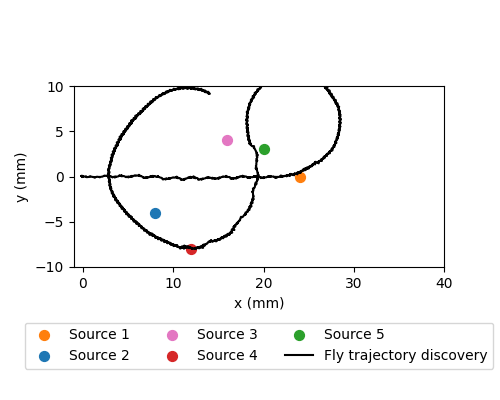 10
5
0
−5
−10
y (mm)
0 10 20 30 40
x (mm)
Source 1 Source 3 Source 5
Source 2 Source 4 Fly trajectory discovery